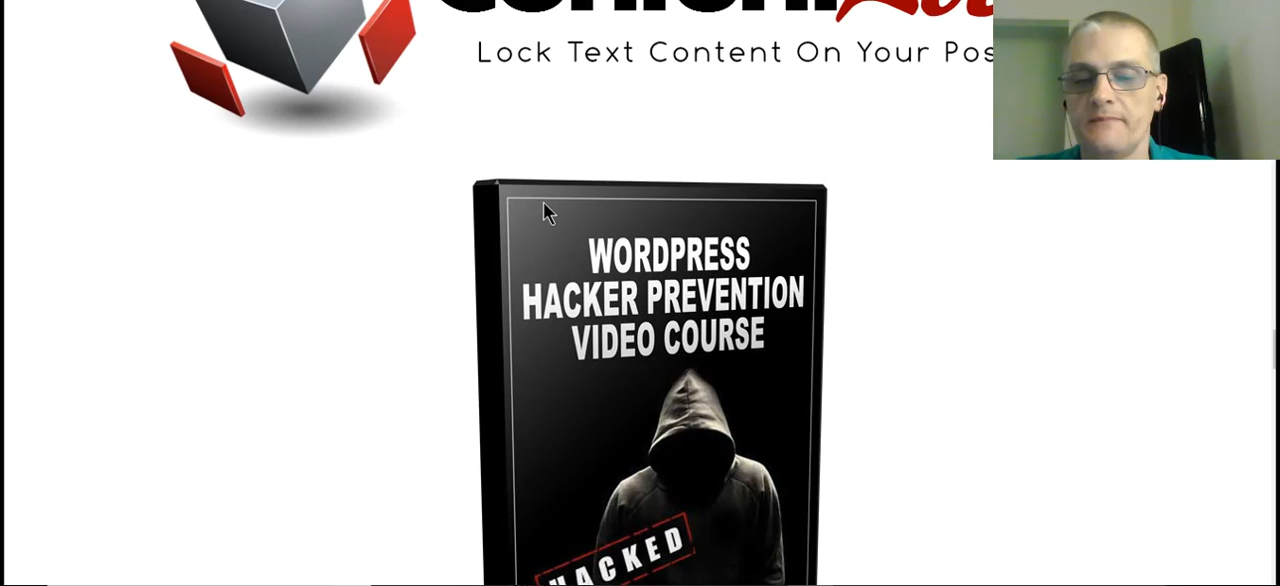 Lock Text Content On Your Pos
WORDPRESS
HACKER PREVENTION
VIDEO COURSE
HACKED